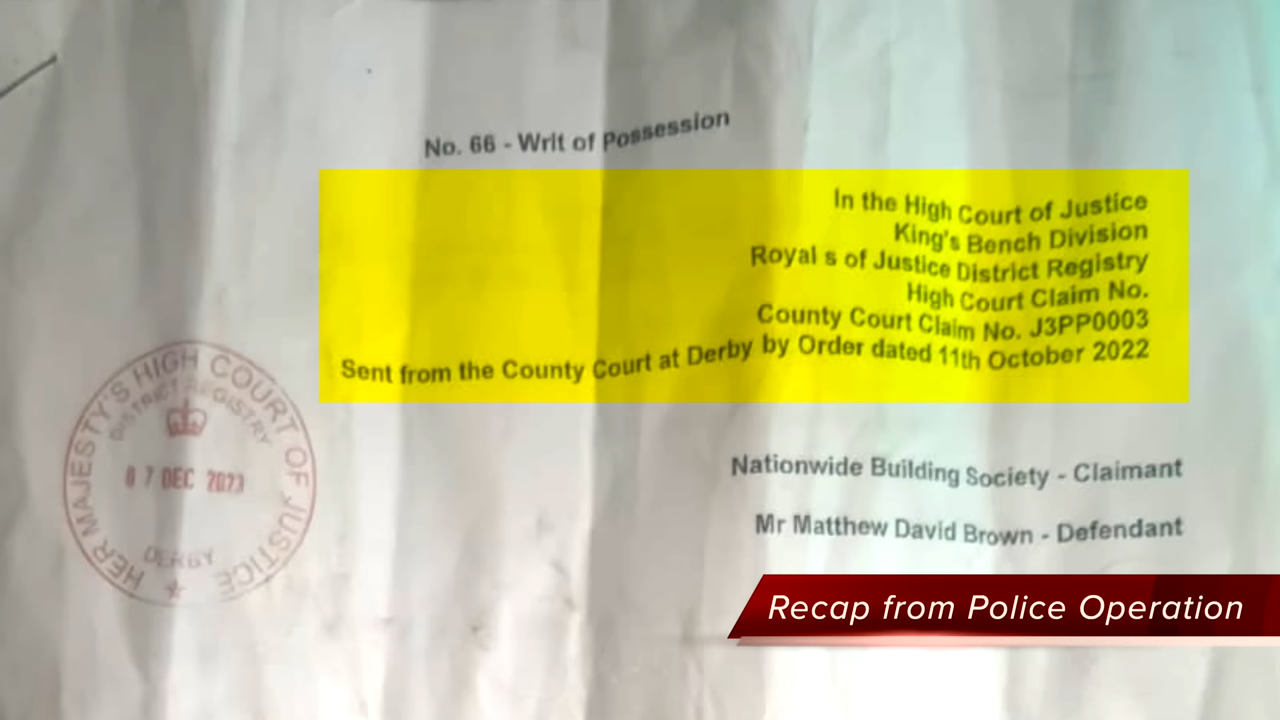 No. 66 - Writ of Possession
In the High Court of Justice
King's Bench Division
Royal s of Justice District Registry
High Court Claim No.
County Court Claim No. J3PP0003
Sent from the County Court at Derby by Order dated 11th October 2022
HER MAJESTY'S HIGH COURT OF JUSTICE
DISTRICT REGISTRY
07 DEC 2023
DERBY
Nationwide Building Society - Claimant
Mr Matthew David Brown - Defendant
Recap from Police Operation